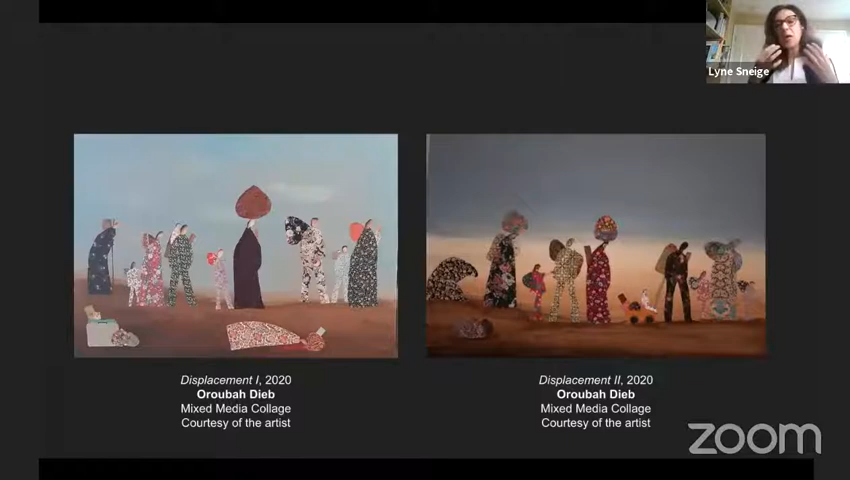 Lyne Sneige
Displacement I, 2020
Oroubah Dieb
Mixed Media Collage
Courtesy of the artist
Displacement II, 2020
Oroubah Dieb
Mixed Media Collage
Courtesy of the artist
zoom